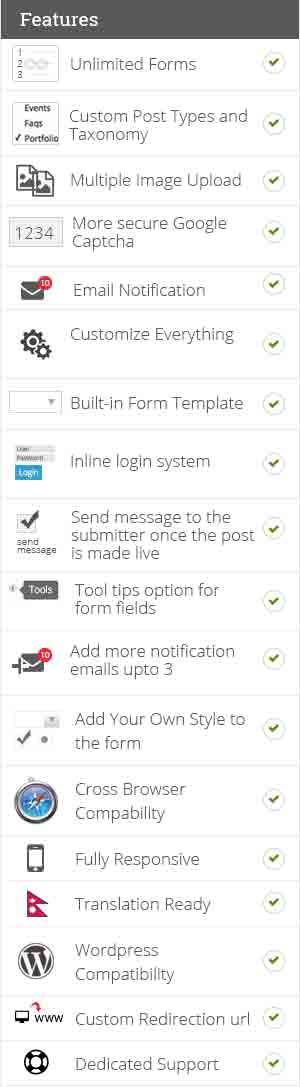 Features
1
2
3
Unlimited Forms
Events
Faqs
Portfolio
Custom Post Types and
Taxonomy
Multiple Image Upload
1234
More secure Google
Captcha
10
Email Notification
Customize Everything
Built-in Form Template
User
Password
Login
Inline login system
send
message
Send message to the
submitter once the post
is made live
Tools
Tool tips option for
form fields
10
Add more notification
emails upto 3
Add Your Own Style to
the form
Cross Browser
Compability
Fully Responsive
Translation Ready
Wordpress
Compatibility
www
Custom Redirection url
Dedicated Support